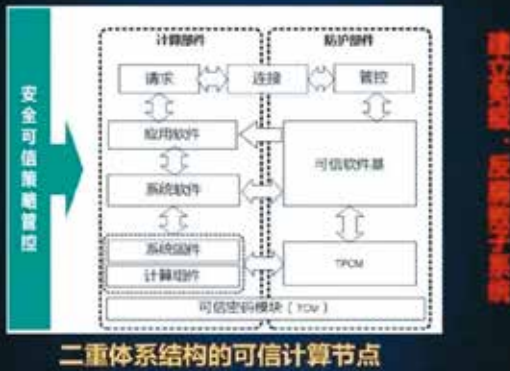 计算部件
防护部件
请求
连接
管控
应用软件
系统软件
可信软件基
系统固件
计算组件
TPCM
可信密码模块（TCM）
安全可信策略管控
二重体系结构的可信计算节点